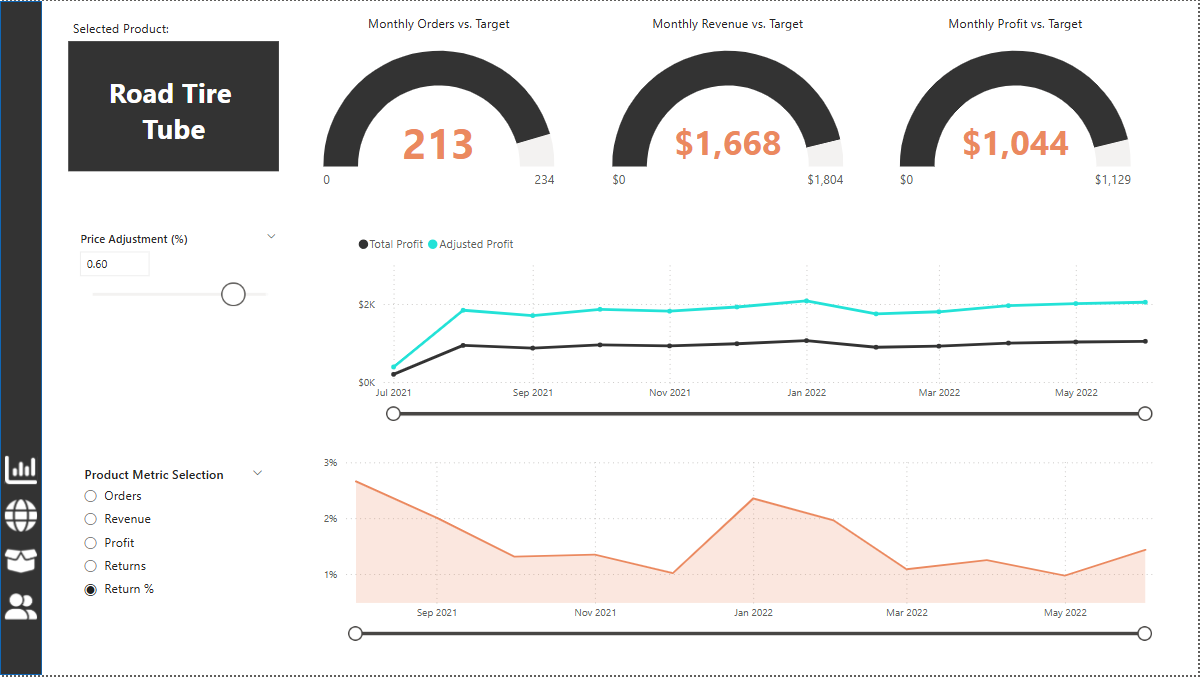 Selected Product:
Road Tire
Tube
Monthly Orders vs. Target
213
0
234
Monthly Revenue vs. Target
$1,668
$0
$1,804
Monthly Profit vs. Target
$1,044
$0
$1,129
Price Adjustment (%)
0.60
Total Profit Adjusted Profit
$2K
$0K
Jul 2021 Sep 2021 Nov 2021 Jan 2022 Mar 2022 May 2022
Product Metric Selection
Orders
Revenue
Profit
Returns
Return %
3%
2%
1%
Sep 2021 Nov 2021 Jan 2022 Mar 2022 May 2022